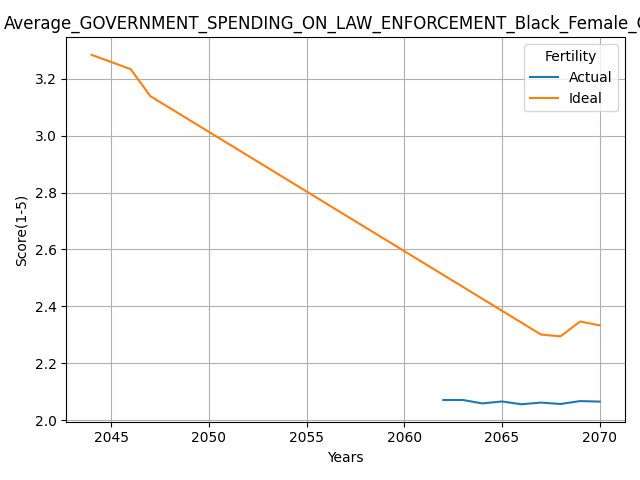 Average_GOVERNMENT_SPENDING_ON_LAW_ENFORCEMENT_Black_Female_
Fertility
Actual
Ideal
3.2
3.0
2.8
2.6
2.4
2.2
2.0
Score(1-5)
2045 2050 2055 2060 2065 2070
Years